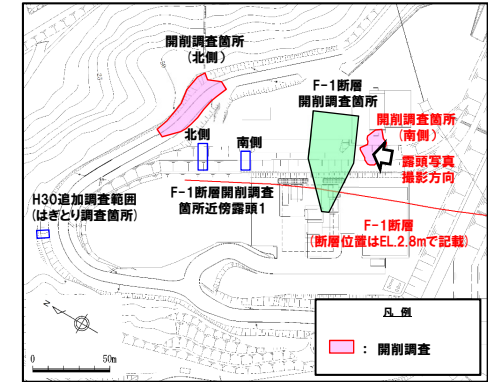 開削調査箇所
(北側)
F-1断層
開削調査箇所
開削調査箇所
(南側)
北側
南側
露頭写真
撮影方向
H30追加調査範囲
(はぎとり調査箇所)
F-1断層開削調査
箇所近傍露頭1
F-1断層
(断層位置はEL.2.8mで記載)
N
凡 例
: 開削調査
0
50m